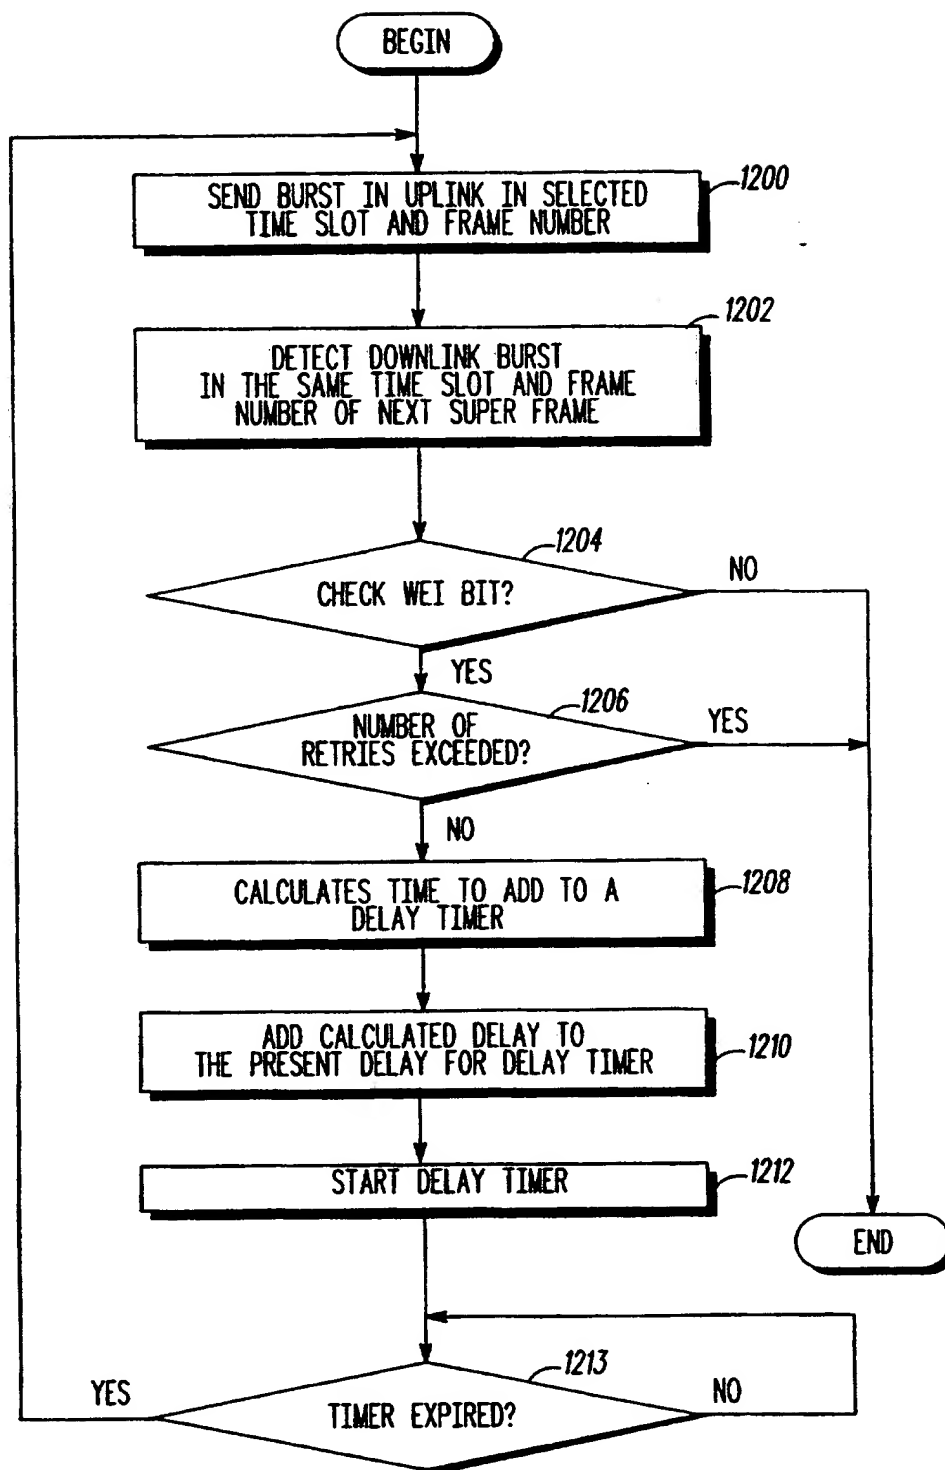 BEGIN
SEND BURST IN UPLINK IN SELECTED
TIME SLOT AND FRAME NUMBER
1200
DETECT DOWNLINK BURST
IN THE SAME TIME SLOT AND FRAME
NUMBER OF NEXT SUPER FRAME
1202
CHECK WEI BIT?
1204
NO
YES
NUMBER OF
RETRIES EXCEEDED?
1206
YES
NO
CALCULATES TIME TO ADD TO A
DELAY TIMER
1208
ADD CALCULATED DELAY TO
THE PRESENT DELAY FOR DELAY TIMER
1210
START DELAY TIMER
1212
END
TIMER EXPIRED?
1213
YES
NO